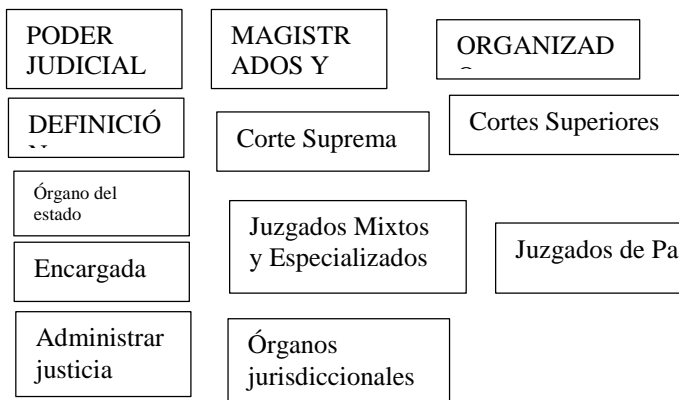 PODER
JUDICIAL
MAGISTR
ADOS Y
ORGANIZAD
DEFINICIÓ
Corte Suprema
Cortes Superiores
Órgano del
estado
Juzgados Mixtos
y Especializados
Juzgados de Pa
Encargada
Administrar
justicia
Órganos
jurisdiccionales